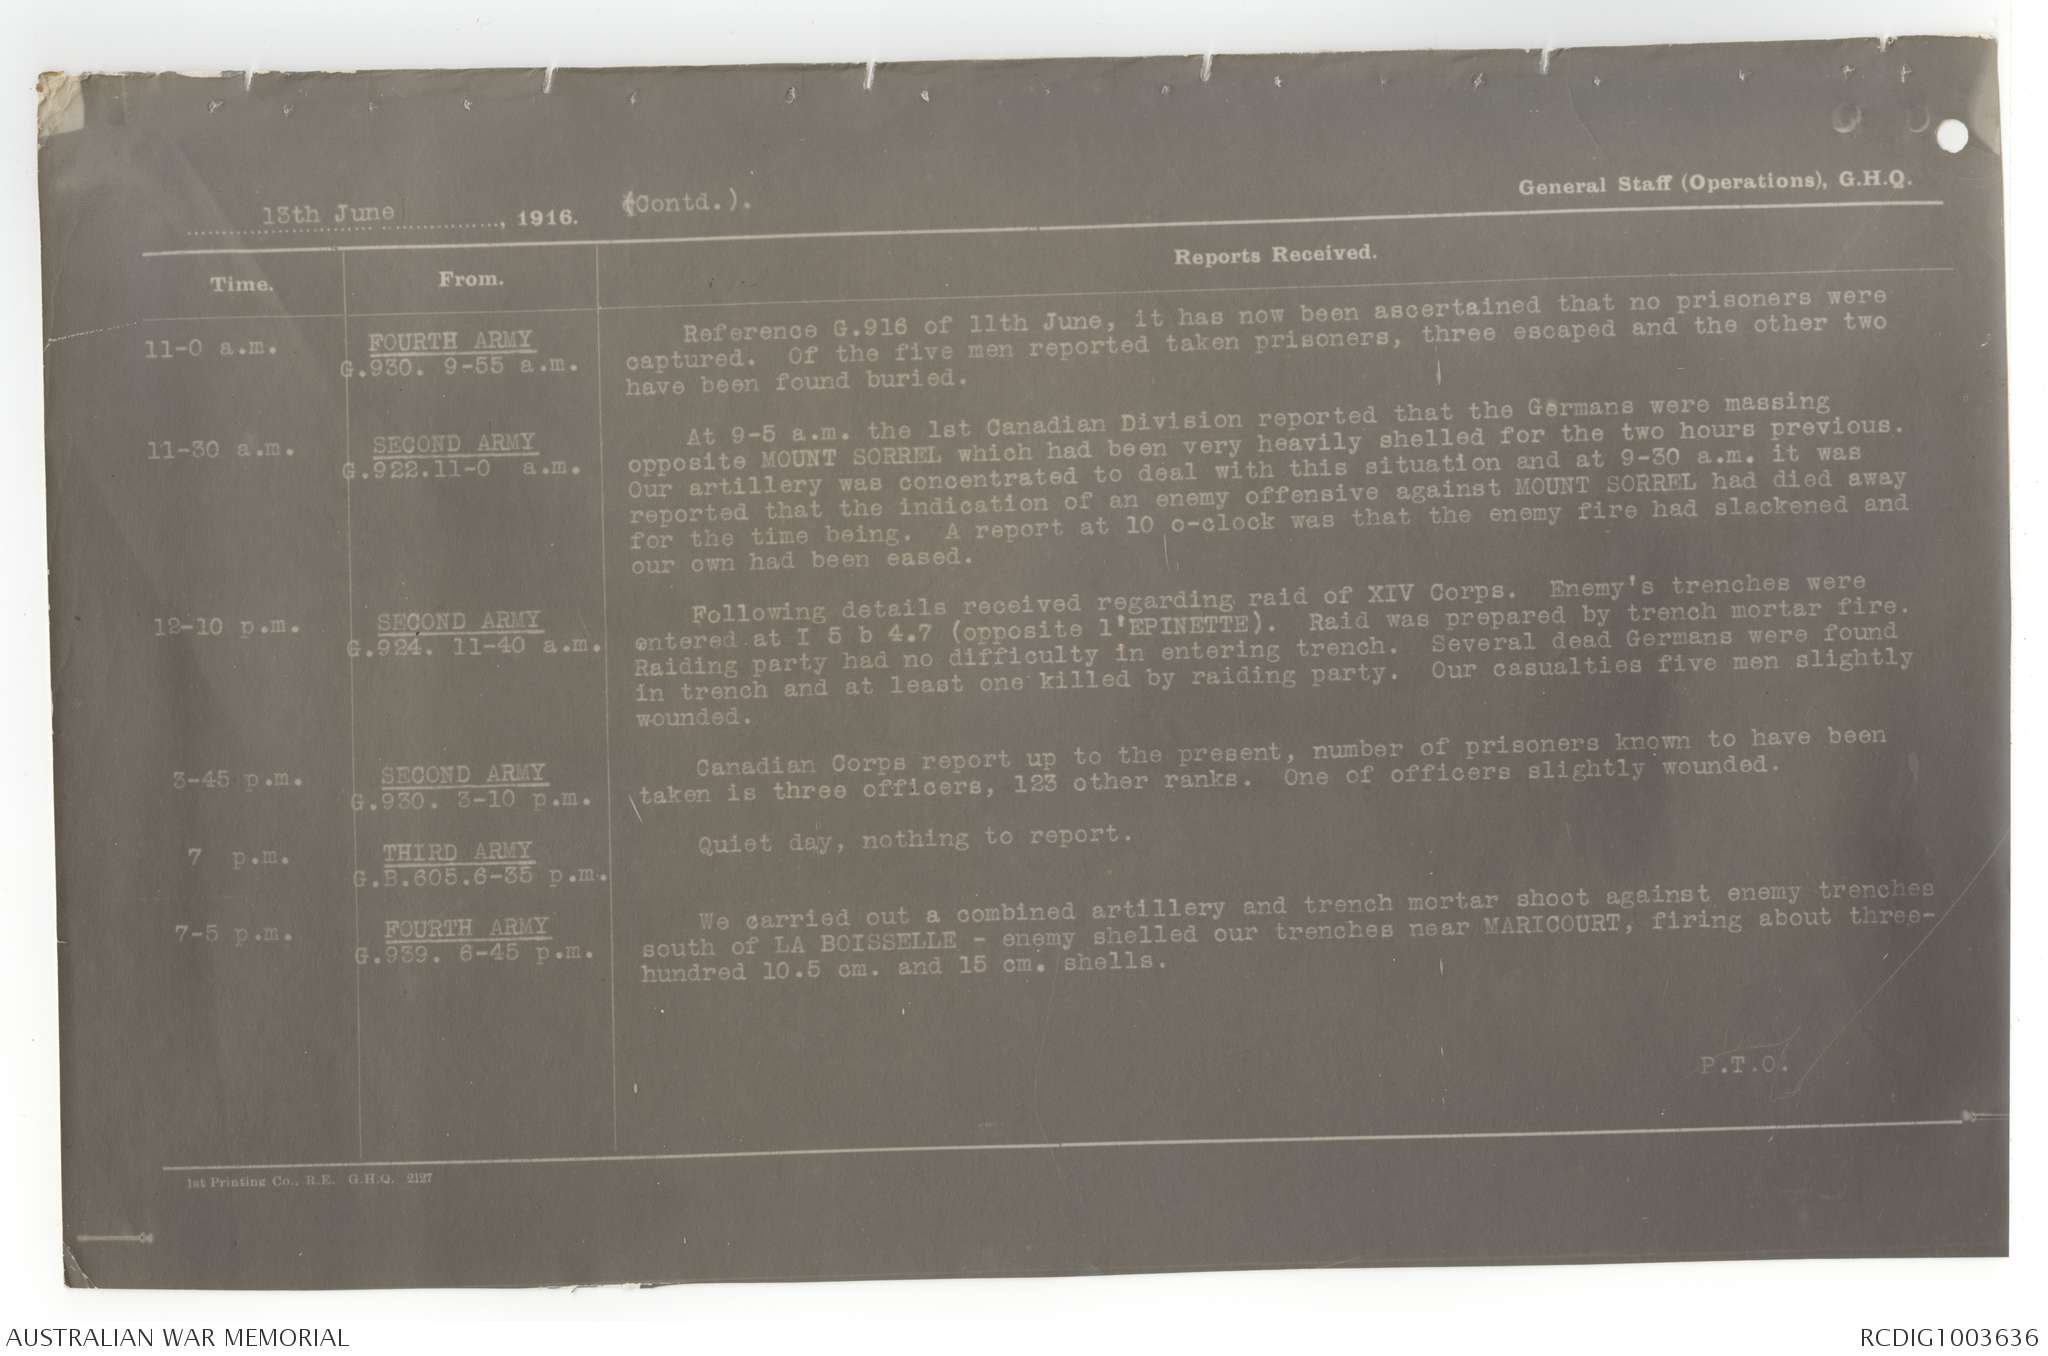 General Staff (Operations), G.H.Q.
13th June, 1916. (Contd.).
Time. From. Reports Received.
11-0 a.m. FOURTH ARMY
G.930. 9-55 a.m.
Reference G.916 of 11th June, it has now been ascertained that no prisoners were
captured. Of the five men reported taken prisoners, three escaped and the other two
have been found buried.
11-30 a.m. SECOND ARMY
G.922.11-0 a.m.
At 9-5 a.m. the 1st Canadian Division reported that the Germans were massing
opposite MOUNT SORREL which had been very heavily shelled for the two hours previous.
Our artillery was concentrated to deal with this situation and at 9-30 a.m. it was
reported that the indication of an enemy offensive against MOUNT SORREL had died away
for the time being. A report at 10 o-clock was that the enemy fire had slackened and
our own had been eased.
12-10 p.m. SECOND ARMY
G.924. 11-40 a.m.
Following details received regarding raid of XIV Corps. Enemy's trenches were
entered at I 5 b 4.7 (opposite l'EPINETTE). Raid was prepared by trench mortar fire.
Raiding party had no difficulty in entering trench. Several dead Germans were found
in trench and at least one killed by raiding party. Our casualties five men slightly
wounded.
3-45 p.m. SECOND ARMY
G.930. 3-10 p.m.
Canadian Corps report up to the present, number of prisoners known to have been
taken is three officers, 123 other ranks. One of officers slightly wounded.
7 p.m. THIRD ARMY
G.B.605.6-35 p.m.
Quiet day, nothing to report.
7-5 p.m. FOURTH ARMY
G.939. 6-45 p.m.
We carried out a combined artillery and trench mortar shoot against enemy trenches
south of LA BOISSELLE - enemy shelled our trenches near MARICOURT, firing about three-
hundred 10.5 cm. and 15 cm. shells.
P.T.O.
1st Printing Co., R.E. G.H.Q. 2127
AUSTRALIAN WAR MEMORIAL
RCDIG1003636